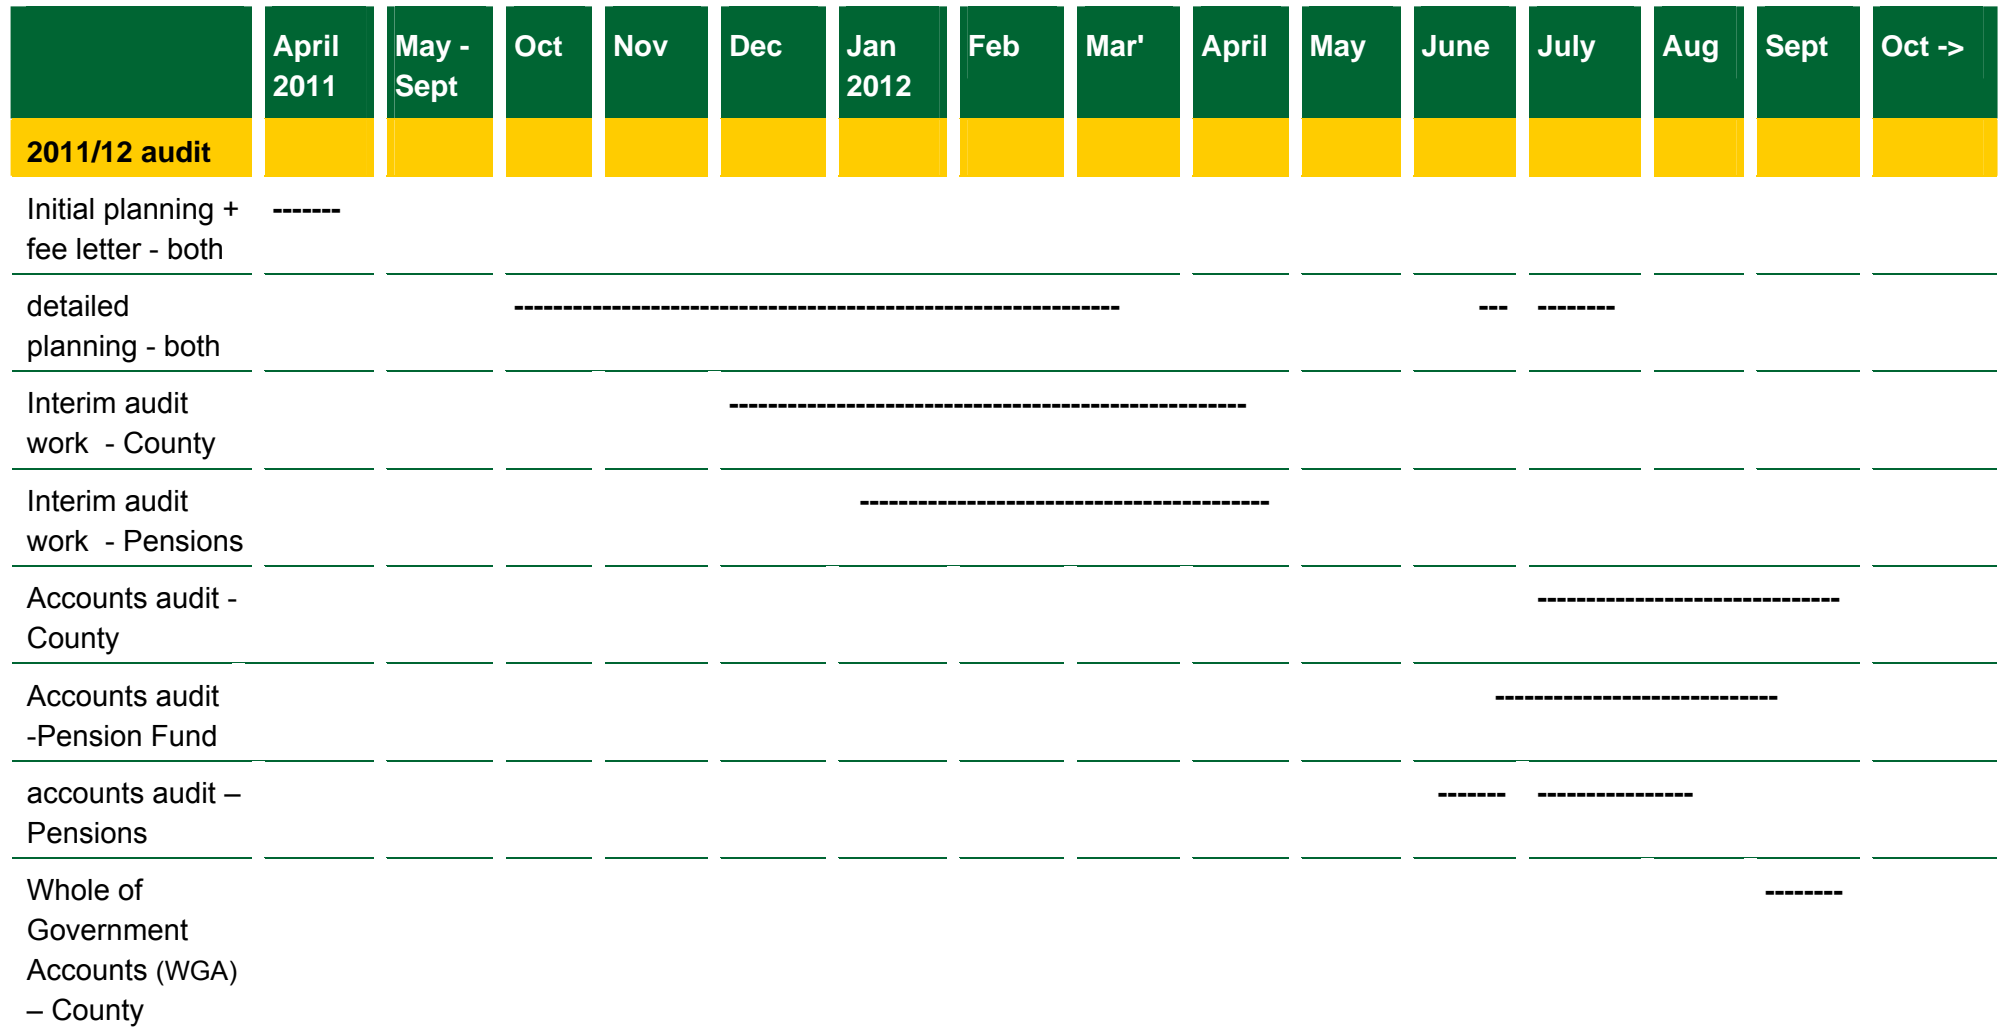 April 2011 May - Sept Oct Nov Dec Jan 2012 Feb Mar' April May June July Aug Sept Oct ->
2011/12 audit
Initial planning + -------
fee letter - both
detailed
planning - both -------------------------------------------------------------- --- --------
Interim audit
work - County -----------------------------------------------------
Interim audit
work - Pensions ------------------------------------------
Accounts audit - -------------------------------
County
Accounts audit -----------------------------
-Pension Fund
accounts audit – ------- ----------------
Pensions
Whole of --------
Government
Accounts (WGA)
– County